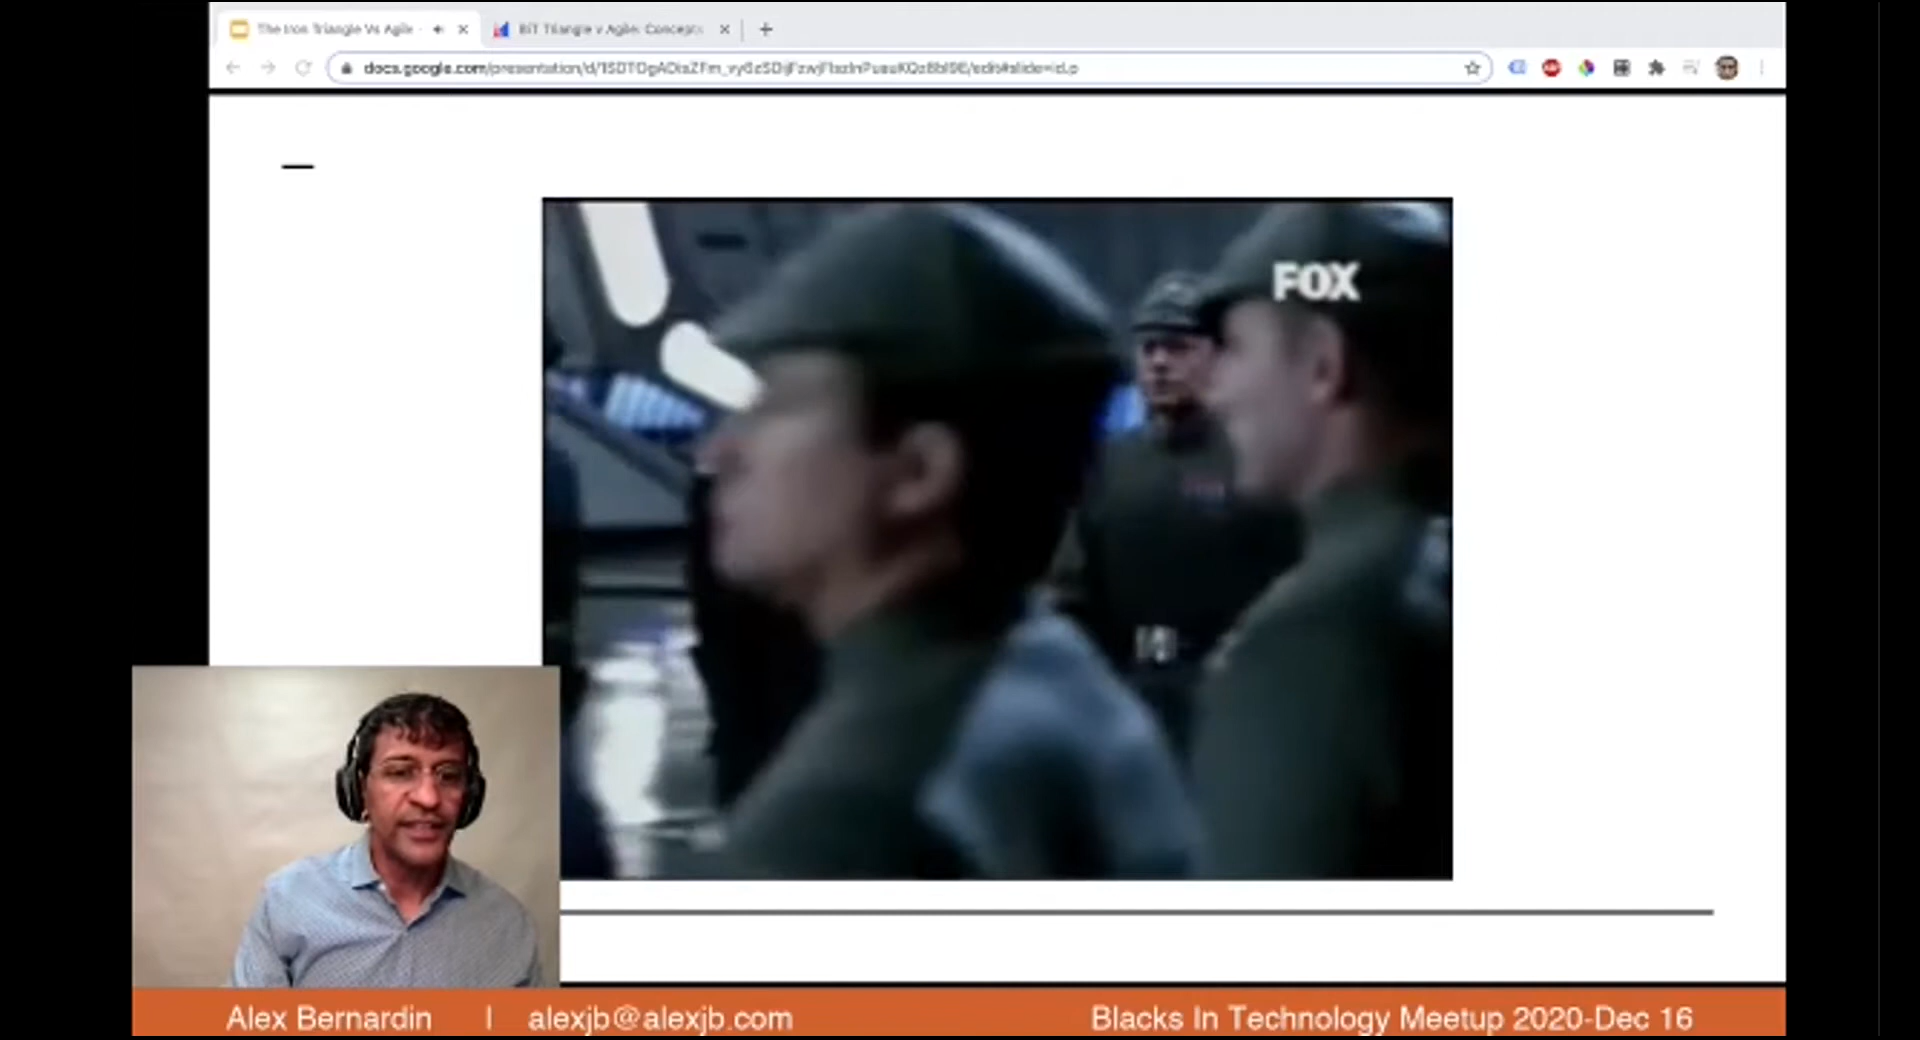 The Iron Triangle Vs Agile -
BIT Triangle v Agile: Concepts
docs.google.com/presentation/d/
FOX
Alex Bernardin | alexjb@alexjb.com
Blacks In Technology Meetup 2020-Dec 16